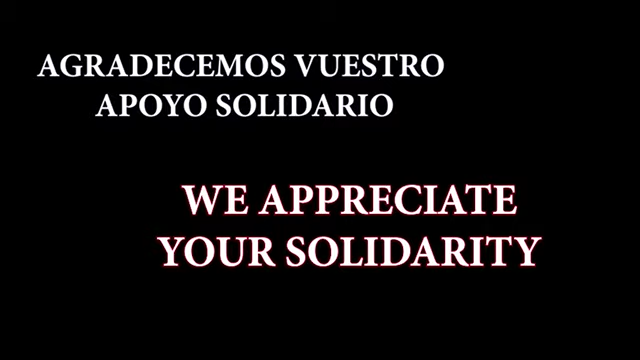 AGRADECEMOS VUESTRO
APOYO SOLIDARIO
WE APPRECIATE
YOUR SOLIDARITY